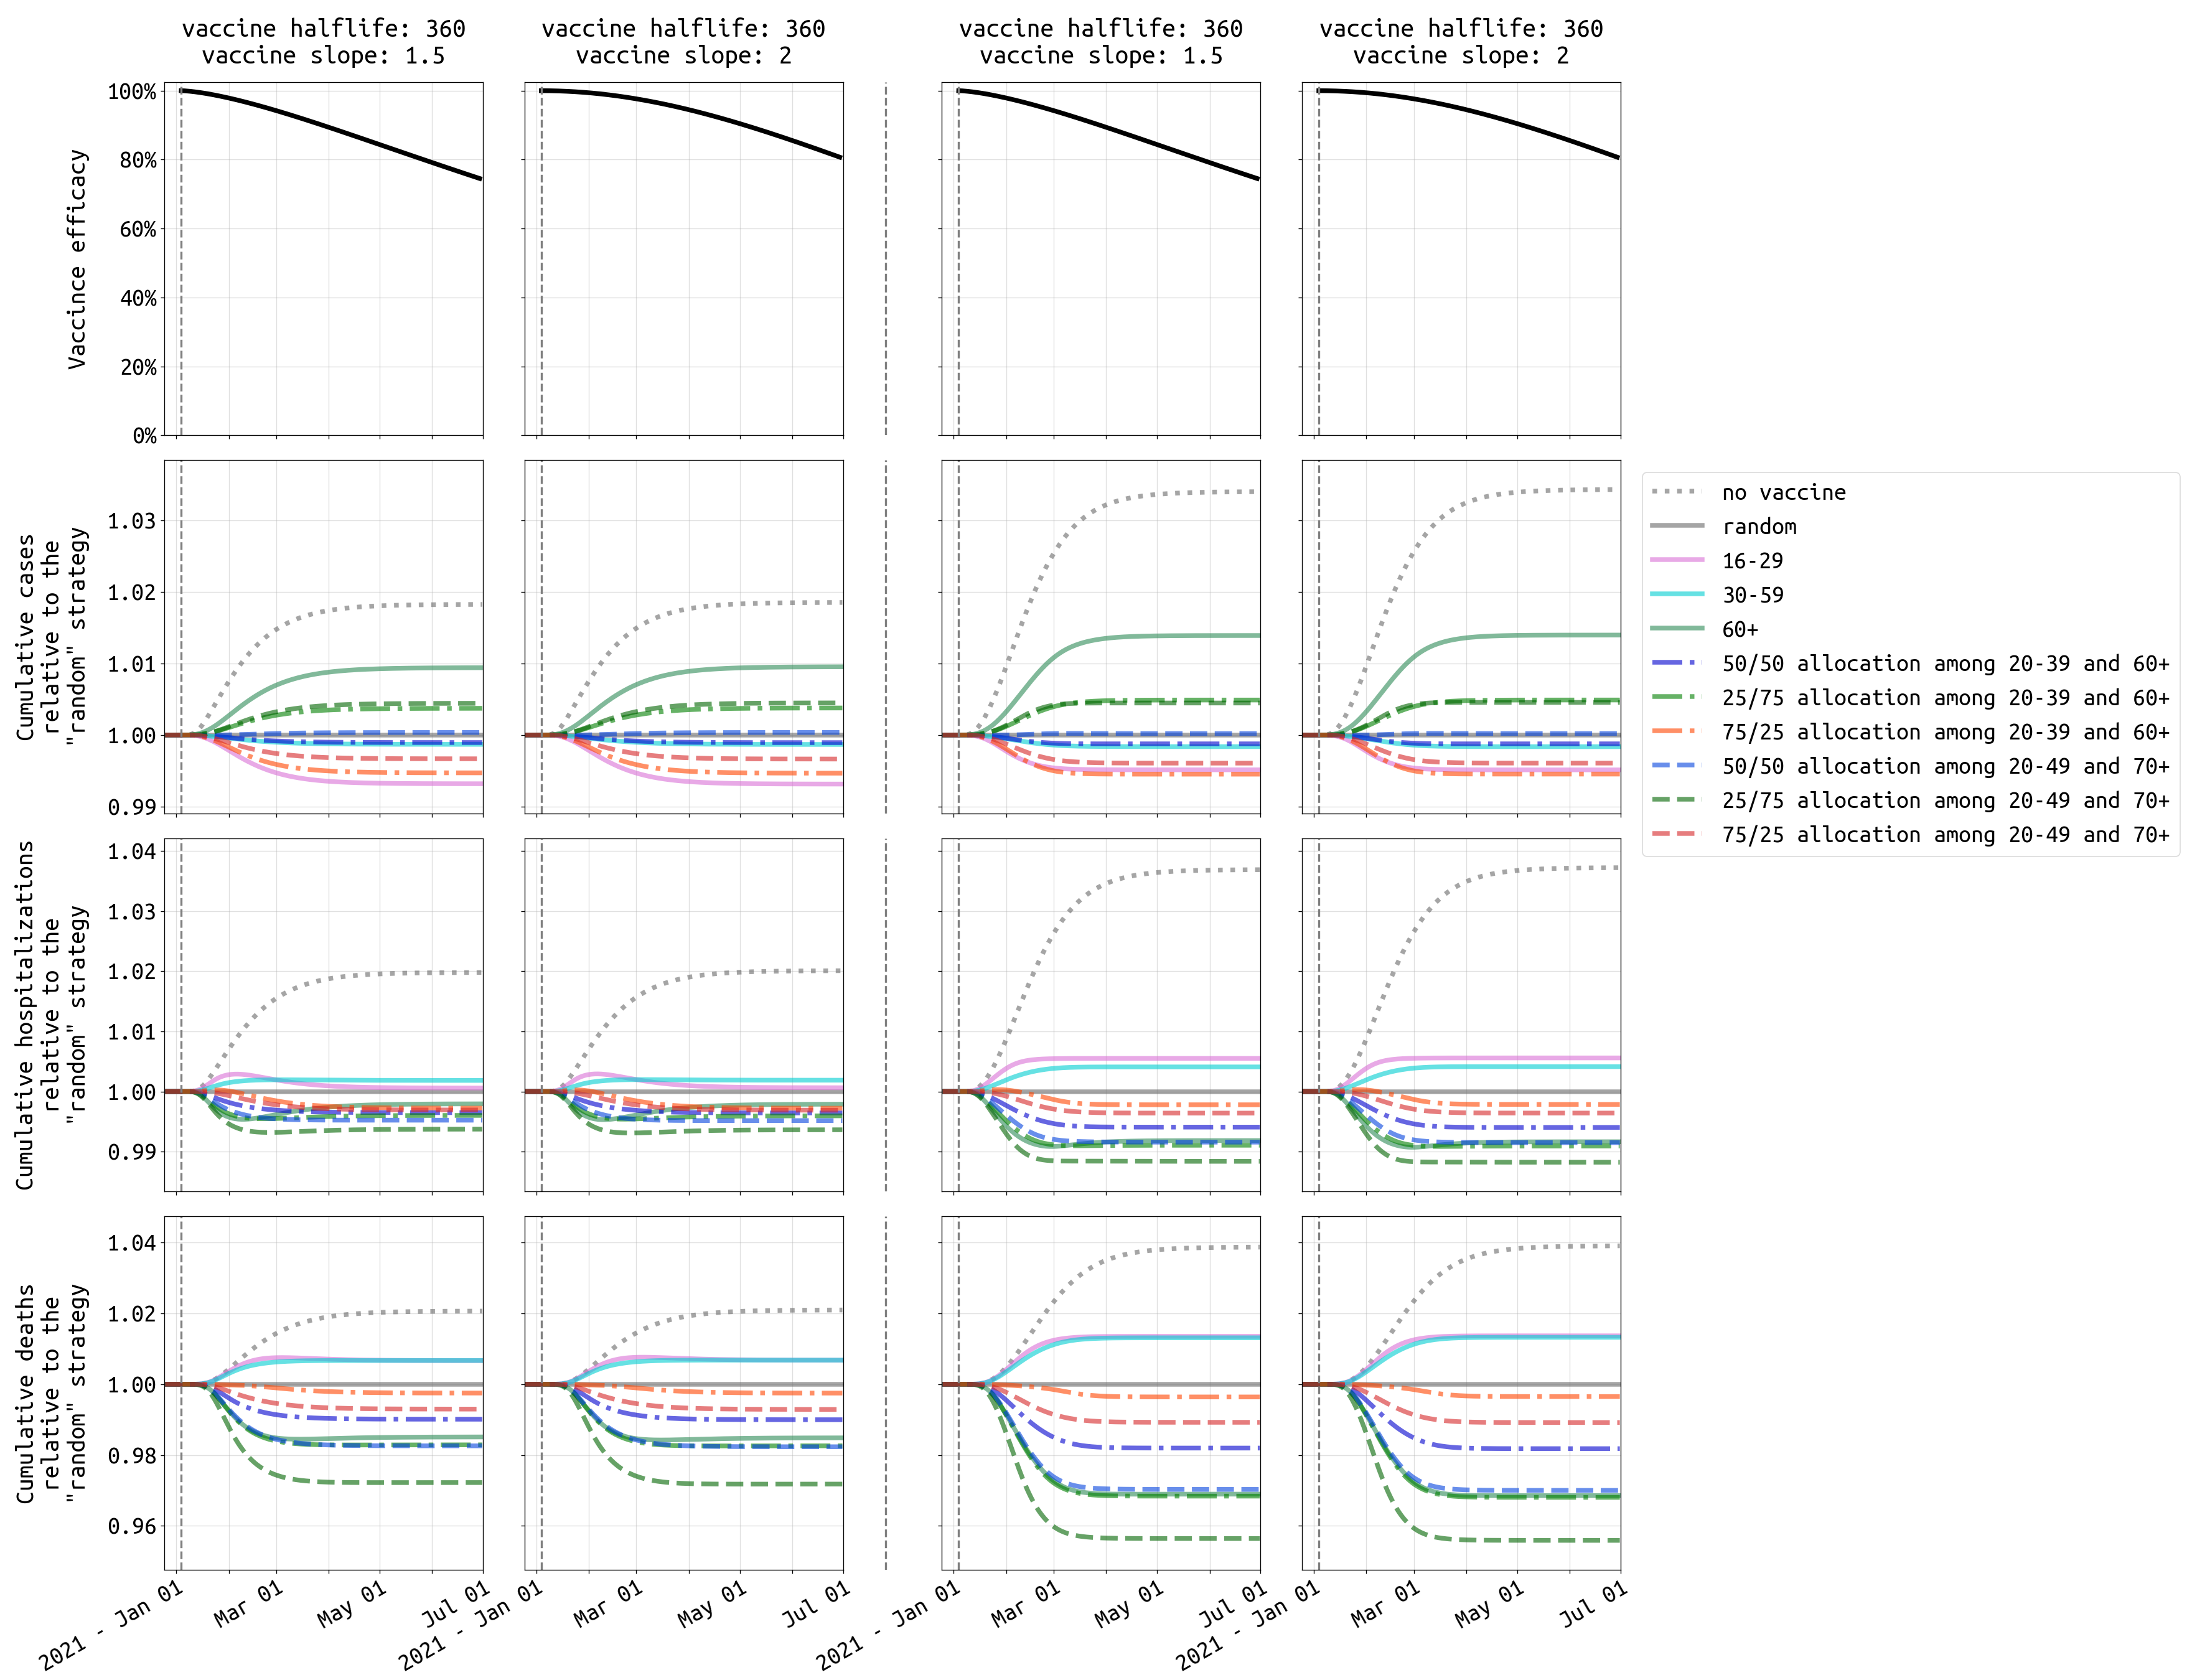 vaccine halflife: 360
vaccine slope: 1.5
vaccine halflife: 360
vaccine slope: 2
vaccine halflife: 360
vaccine slope: 1.5
vaccine halflife: 360
vaccine slope: 2
Vaccince efficacy
100%
80%
60%
40%
20%
0%
Cumulative cases
relative to the
"random" strategy
1.03
1.02
1.01
1.00
0.99
no vaccine
random
16-29
30-59
60+
50/50 allocation among 20-39 and 60+
25/75 allocation among 20-39 and 60+
75/25 allocation among 20-39 and 60+
50/50 allocation among 20-49 and 70+
25/75 allocation among 20-49 and 70+
75/25 allocation among 20-49 and 70+
Cumulative hospitalizations
relative to the
"random" strategy
1.04
1.03
1.02
1.01
1.00
0.99
Cumulative deaths
relative to the
"random" strategy
1.04
1.02
1.00
0.98
0.96
2021 - Jan 01
Mar 01
May 01
Jul 01
2021 - Jan 01
Mar 01
May 01
Jul 01
2021 - Jan 01
Mar 01
May 01
Jul 01
2021 - Jan 01
Mar 01
May 01
Jul 01